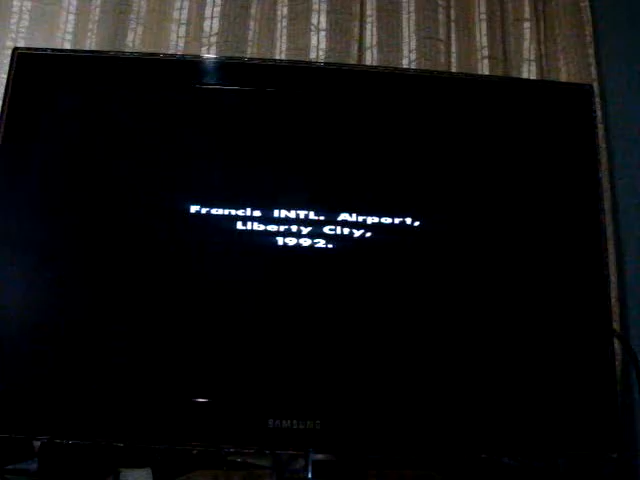 Francis INTL. Airport,
Liberty City,
1992.
SAMSUNG